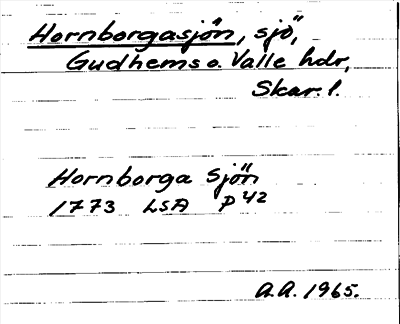 Hornborgasjön, sjö,
Gudhems o. Valle hdr,
Skar. l.
Hornborga Sjön
1773 LSA P 42
A.A. 1965.